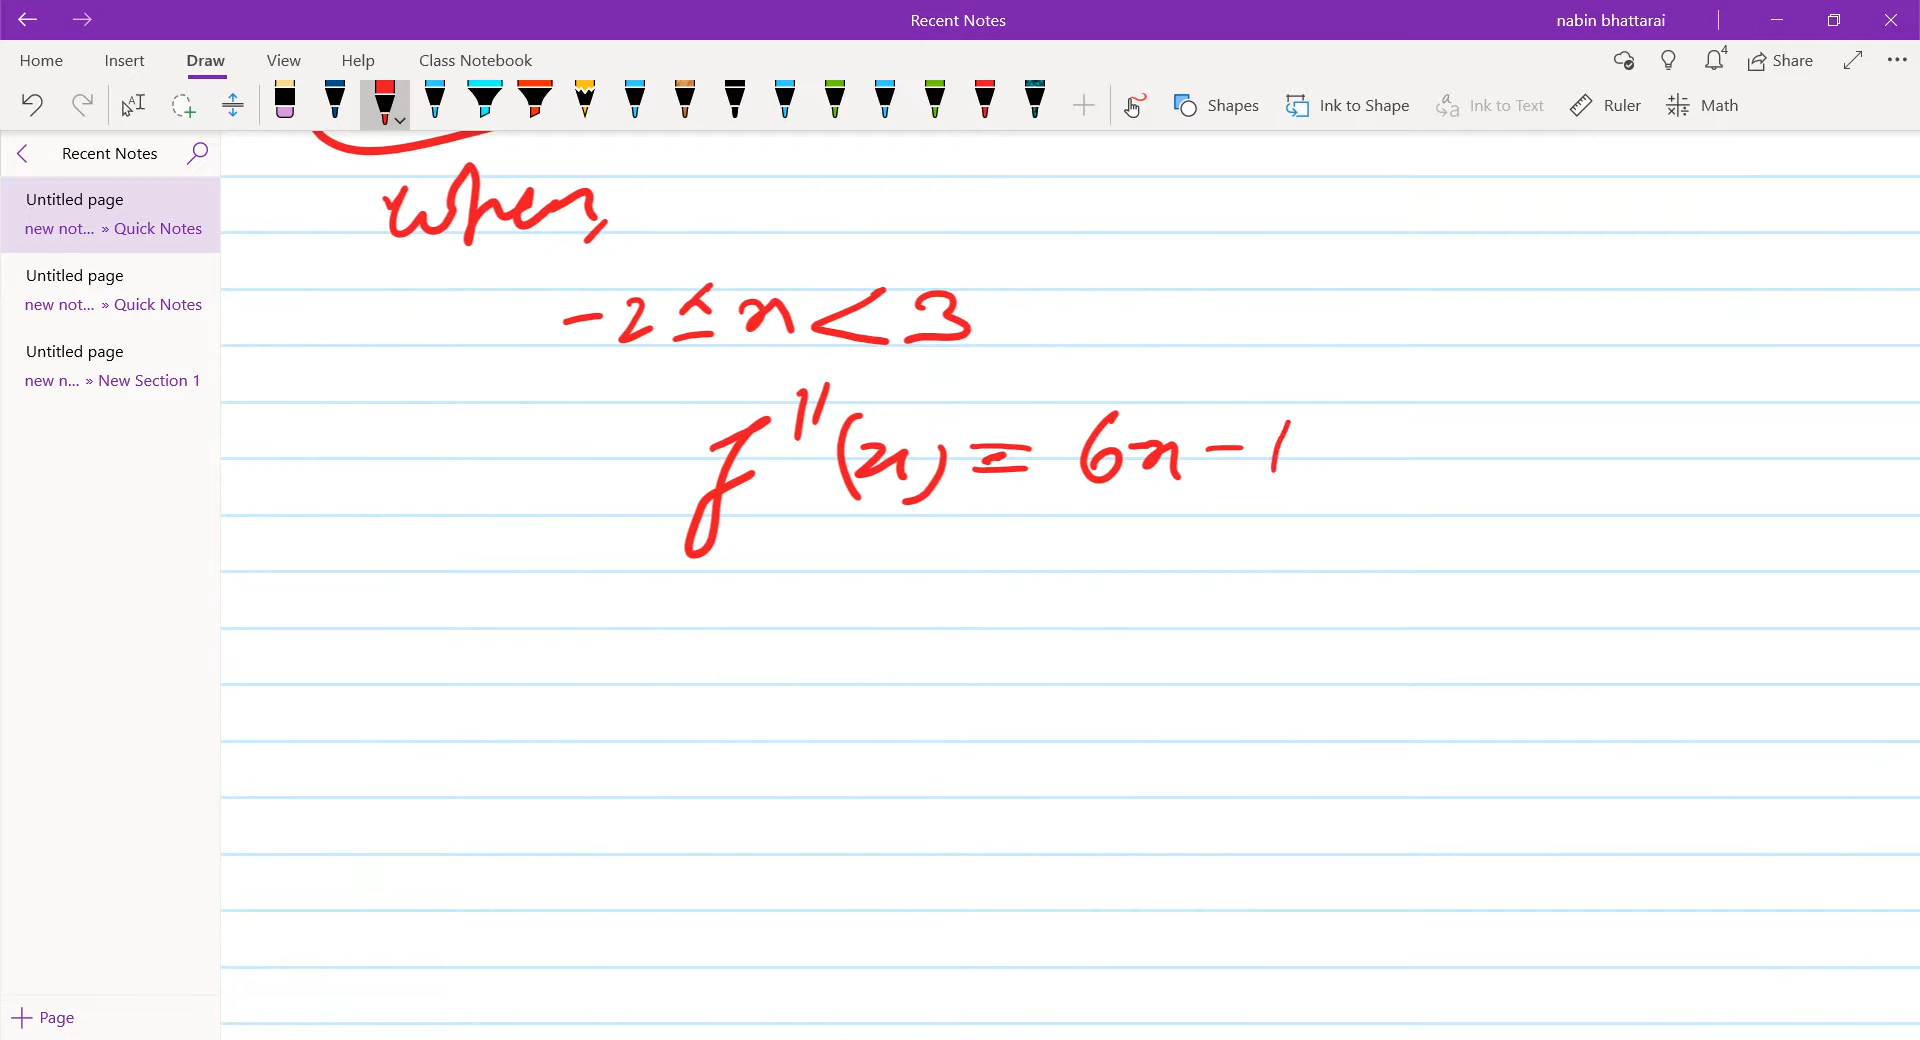 Recent Notes
nabin bhattarai
Home Insert Draw View Help Class Notebook
4
Share
Shapes Ink to Shape Ink to Text Ruler Math
Recent Notes
Untitled page
new not... » Quick Notes
Untitled page
new not... » Quick Notes
Untitled page
new n... » New Section 1
Page
when,
-2 ≤ x < 3
f''(x) = 6x - 1